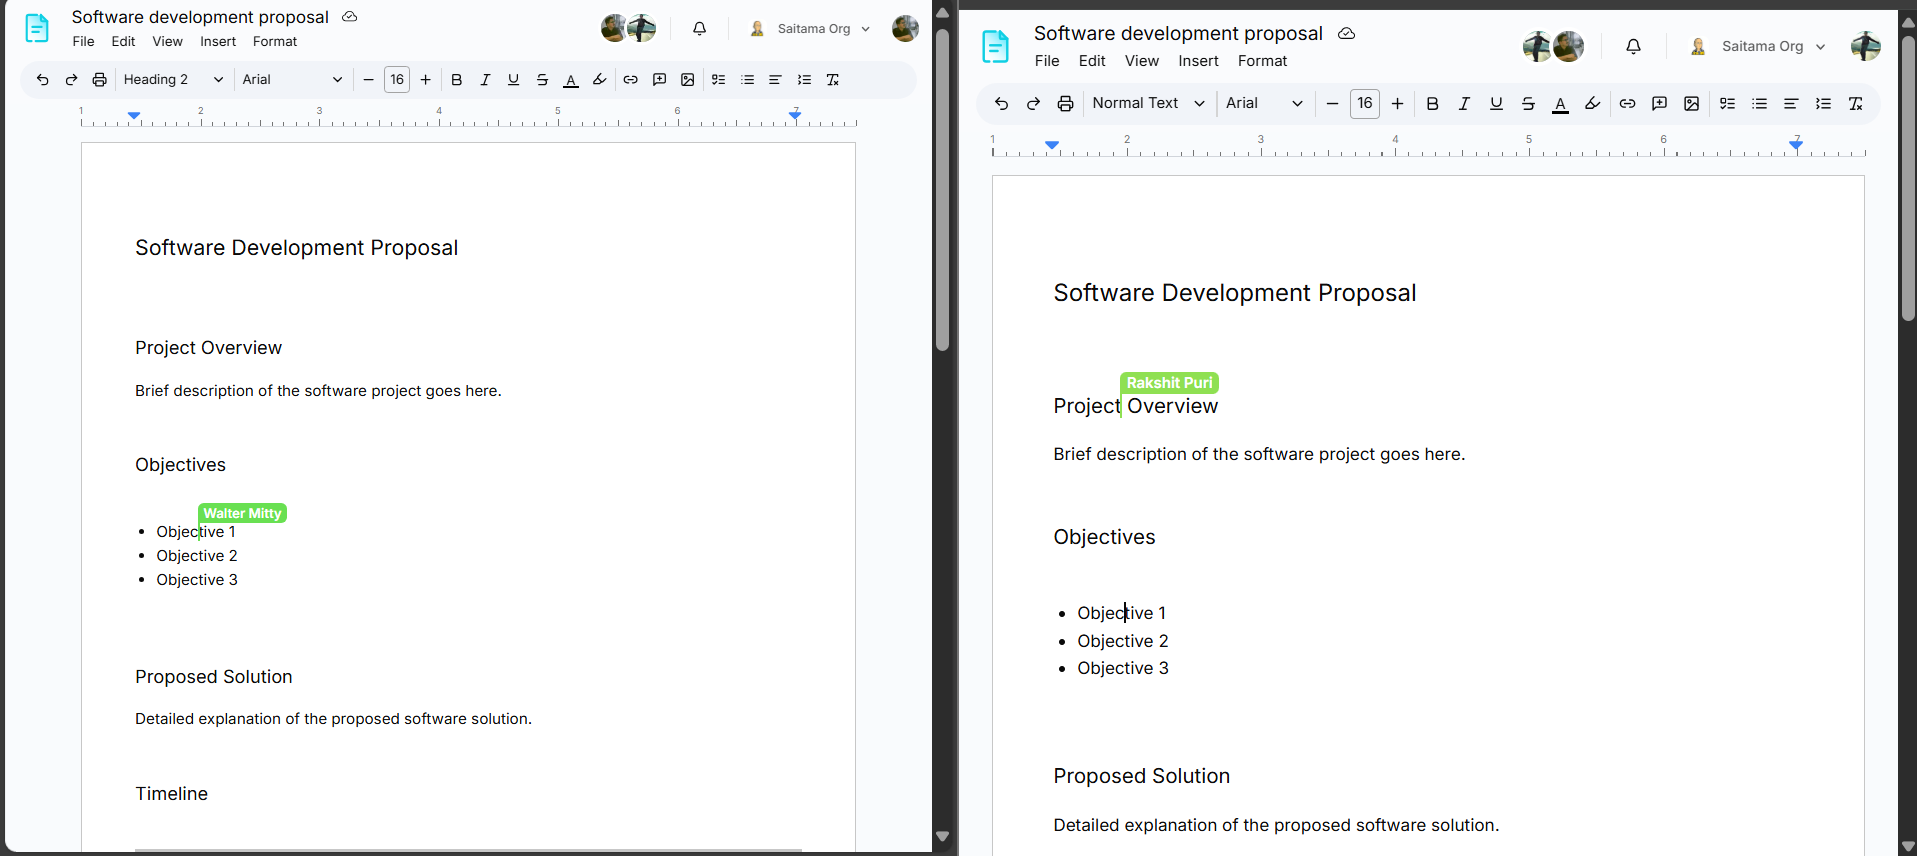 Software development proposal
File Edit View Insert Format
Saitama Org
Heading 2 Arial 16 B I U S A
1 2 3 4 5 6 7
Software Development Proposal
Project Overview
Brief description of the software project goes here.
Objectives
Walter Mitty
• Objective 1
• Objective 2
• Objective 3
Proposed Solution
Detailed explanation of the proposed software solution.
Timeline
Software development proposal
File Edit View Insert Format
Saitama Org
Normal Text Arial 16 B I U S A
1 2 3 4 5 6 7
Software Development Proposal
Rakshit Puri
Project Overview
Brief description of the software project goes here.
Objectives
• Objective 1
• Objective 2
• Objective 3
Proposed Solution
Detailed explanation of the proposed software solution.